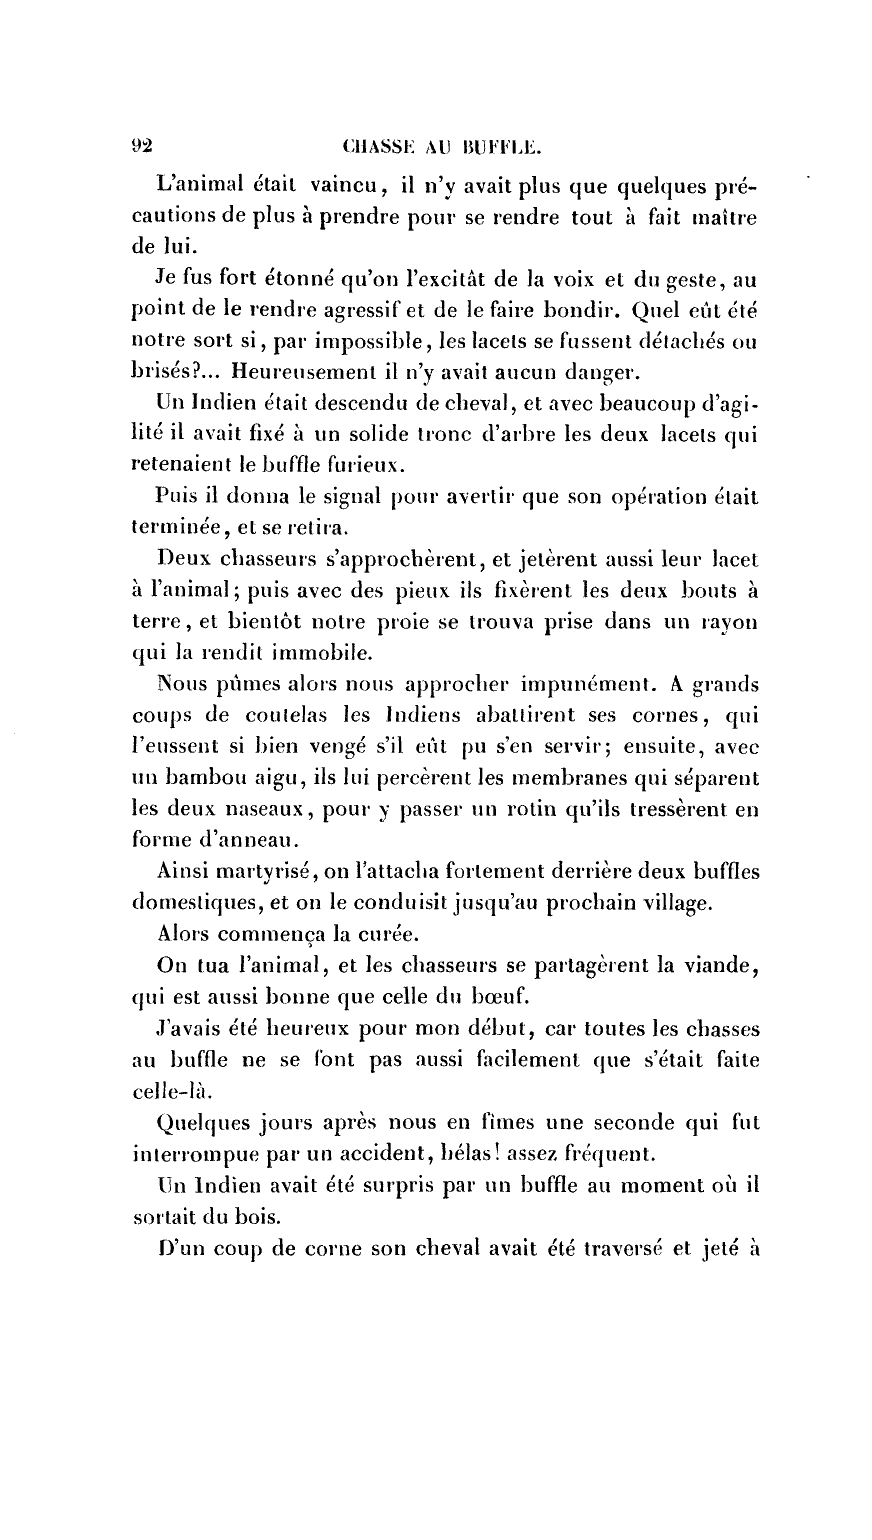 92 CHASSE AU BUFFLE.
L'animal était vaincu, il n'y avait plus que quelques pré-
cautions de plus à prendre pour se rendre tout à fait maître
de lui.
Je fus fort étonné qu'on l'excitât de la voix et du geste, au
point de le rendre agressif et de le faire bondir. Quel eût été
notre sort si, par impossible, les lacets se fussent détachés ou
brisés?... Heureusement il n'y avait aucun danger.
Un Indien était descendu de cheval, et avec beaucoup d'agi-
lité il avait fixé à un solide tronc d'arbre les deux lacets qui
retenaient le buffle furieux.
Puis il donna le signal pour avertir que son opération était
terminée, et se retira.
Deux chasseurs s'approchèrent, et jetèrent aussi leur lacet
à l'animal; puis avec des pieux ils fixèrent les deux bouts à
terre, et bientôt notre proie se trouva prise dans un rayon
qui la rendit immobile.
Nous pûmes alors nous approcher impunément. A grands
coups de coutelas les Indiens abattirent ses cornes, qui
l'eussent si bien vengé s'il eût pu s'en servir; ensuite, avec
un bambou aigu, ils lui percèrent les membranes qui séparent
les deux naseaux, pour y passer un rotin qu'ils tressèrent en
forme d'anneau.
Ainsi martyrisé, on l'attacha fortement derrière deux buffles
domestiques, et on le conduisit jusqu'au prochain village.
Alors commença la curée.
On tua l'animal, et les chasseurs se partagèrent la viande,
qui est aussi bonne que celle du bœuf.
J'avais été heureux pour mon début, car toutes les chasses
au buffle ne se font pas aussi facilement que s'était faite
celle-là.
Quelques jours après nous en fîmes une seconde qui fut
interrompue par un accident, hélas! assez fréquent.
Un Indien avait été surpris par un buffle au moment où il
sortait du bois.
D'un coup de corne son cheval avait été traversé et jeté à